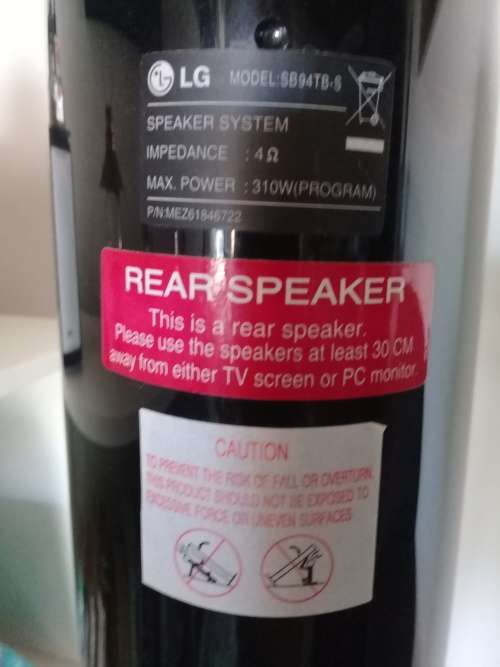 LG MODEL:SB94TB-S
SPEAKER SYSTEM
IMPEDANCE : 4Ω
MAX. POWER : 310W(PROGRAM)
P/N:MEZ61846722
REAR SPEAKER
This is a rear speaker.
Please use the speakers at least 30 CM
away from either TV screen or PC monitor.
CAUTION
TO PREVENT THE RISK OF FALL OR OVERTURN,
THIS PRODUCT SHOULD NOT BE EXPOSED TO
EXCESSIVE FORCE OR UNEVEN SURFACES